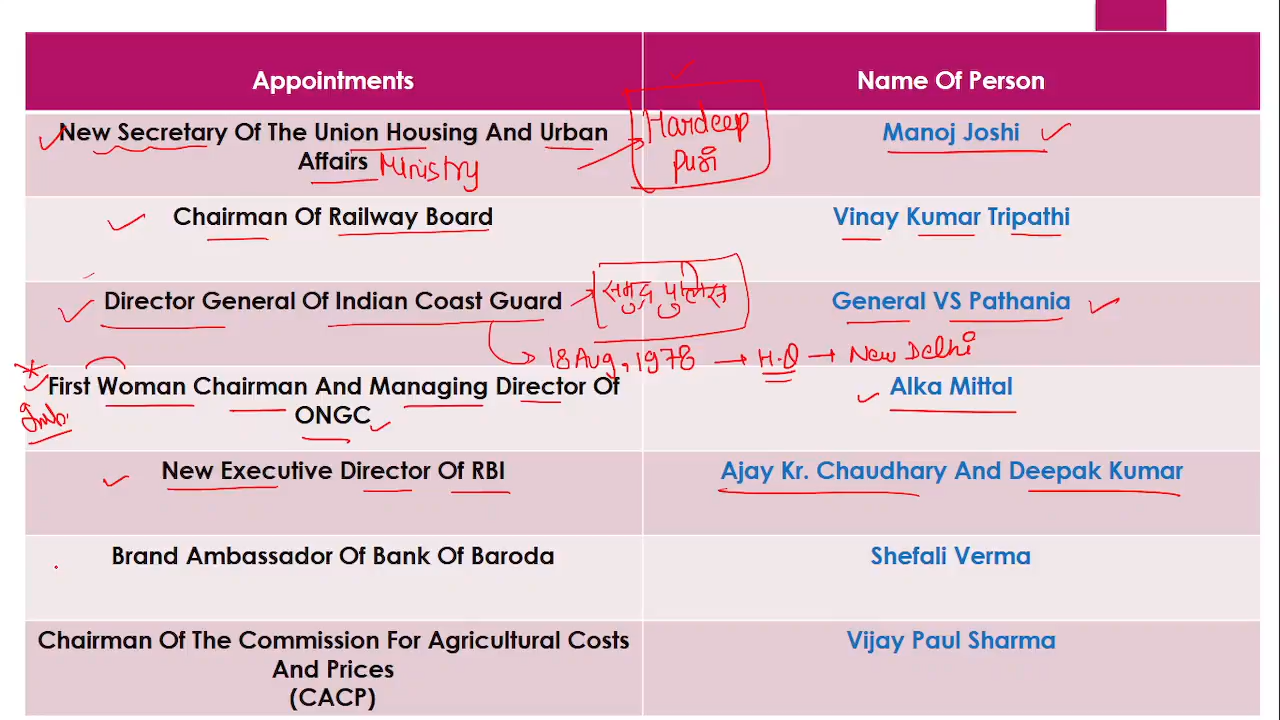 Appointments
Name Of Person
New Secretary Of The Union Housing And Urban
Affairs Ministry
Hardeep
Puri
Manoj Joshi
Chairman Of Railway Board
Vinay Kumar Tripathi
Director General Of Indian Coast Guard
समुद्र पुलिस
General VS Pathania
18 Aug, 1978 → H.Q → New Delhi
First Woman Chairman And Managing Director Of
ONGC
Imp.
Alka Mittal
New Executive Director Of RBI
Ajay Kr. Chaudhary And Deepak Kumar
Brand Ambassador Of Bank Of Baroda
Shefali Verma
Chairman Of The Commission For Agricultural Costs
And Prices
(CACP)
Vijay Paul Sharma